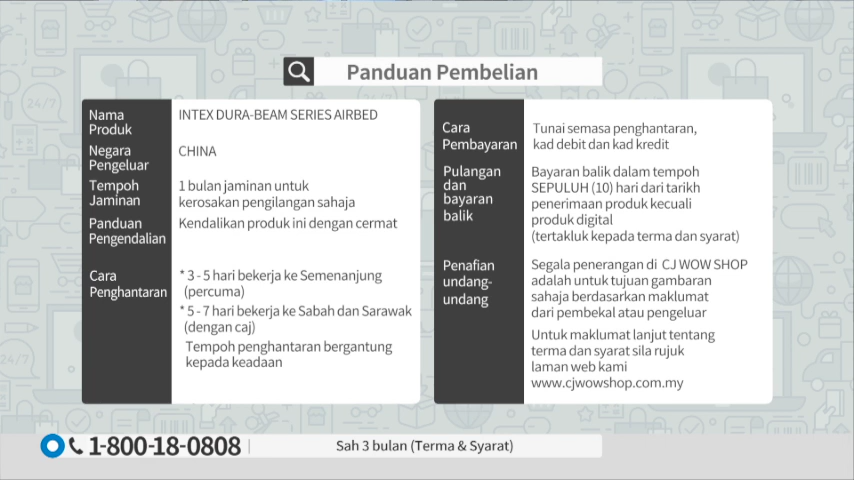 Panduan Pembelian
Nama
Produk
INTEX DURA-BEAM SERIES AIRBED
Negara
Pengeluar
CHINA
Tempoh
Jaminan
1 bulan jaminan untuk
kerosakan pengilangan sahaja
Panduan
Pengendalian
Kendalikan produk ini dengan cermat
Cara
Penghantaran
* 3 - 5 hari bekerja ke Semenanjung
(percuma)
* 5 - 7 hari bekerja ke Sabah dan Sarawak
(dengan caj)
Tempoh penghantaran bergantung
kepada keadaan
Cara
Pembayaran
Tunai semasa penghantaran,
kad debit dan kad kredit
Pulangan
dan
bayaran
balik
Bayaran balik dalam tempoh
SEPULUH (10) hari dari tarikh
penerimaan produk kecuali
produk digital
(tertakluk kepada terma dan syarat)
Penafian
undang-
undang
Segala penerangan di CJ WOW SHOP
adalah untuk tujuan gambaran
sahaja berdasarkan maklumat
dari pembekal atau pengeluar
Untuk maklumat lanjut tentang
terma dan syarat sila rujuk
laman web kami
www.cjwowshop.com.my
1-800-18-0808
Sah 3 bulan (Terma & Syarat)
24/7
24/7